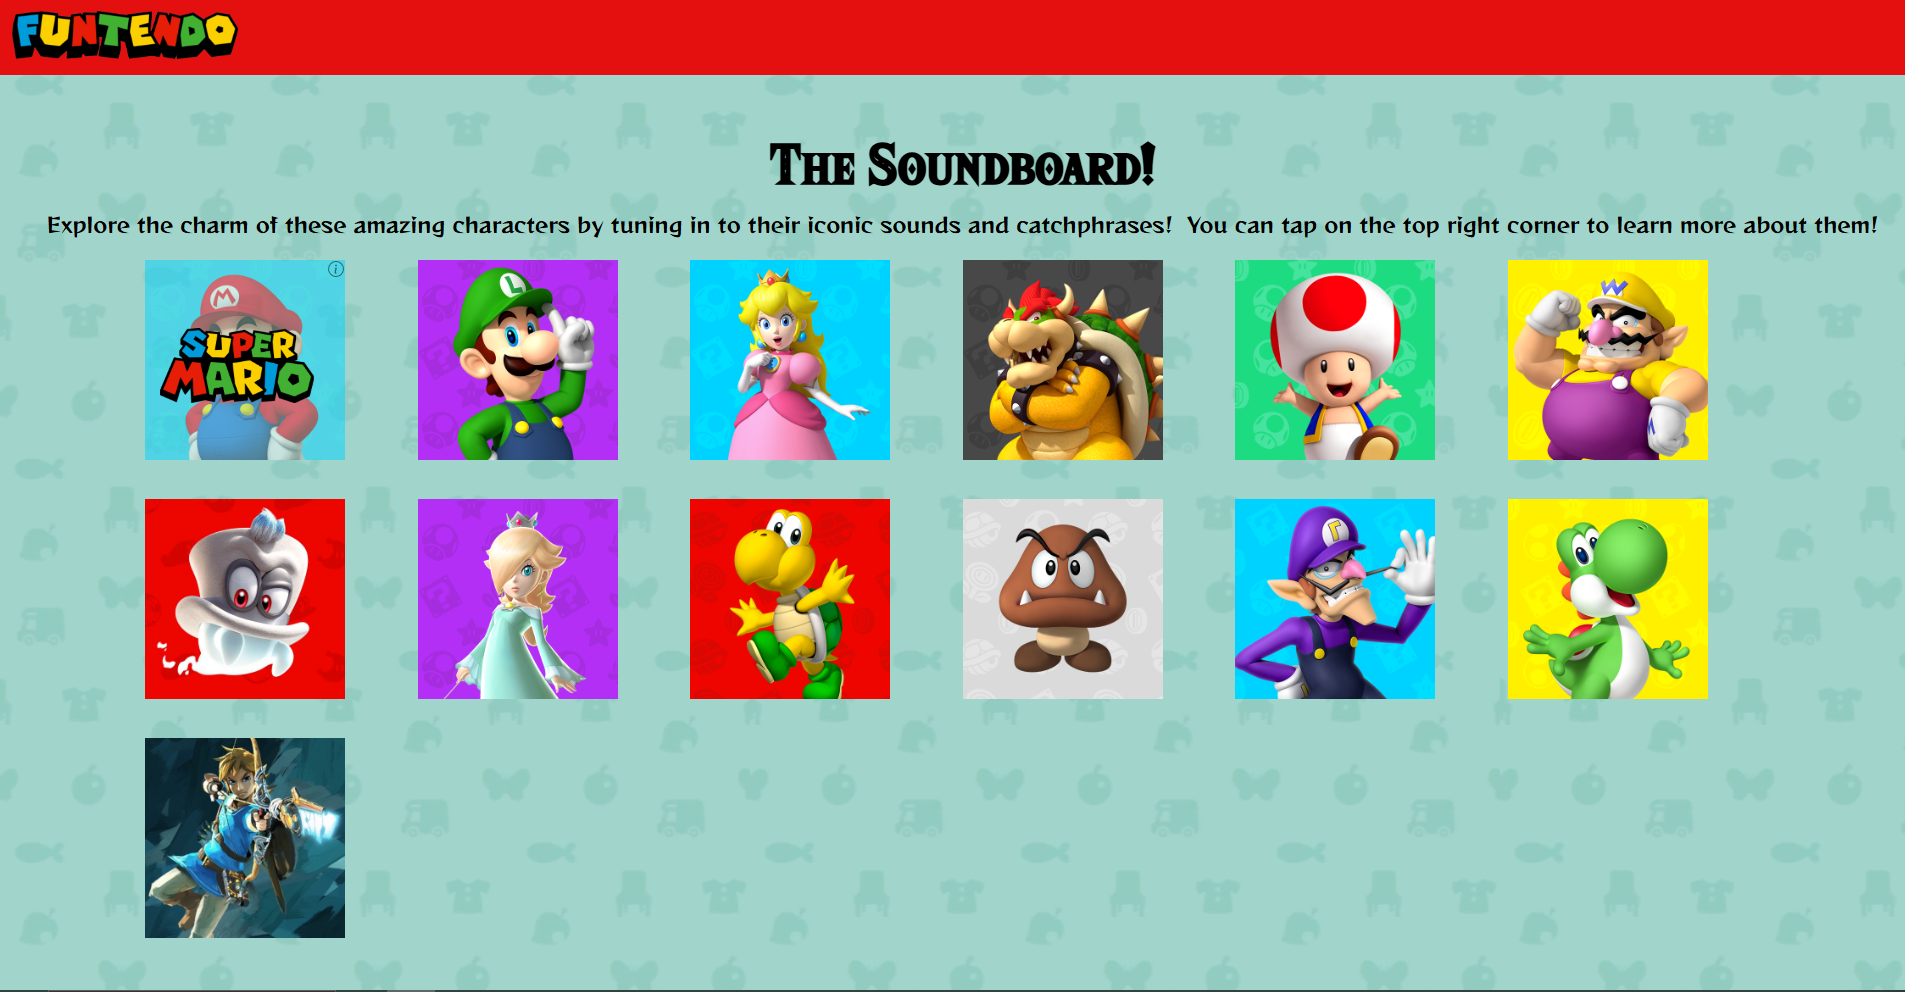 FUNTENDO
The Soundboard!
Explore the charm of these amazing characters by tuning in to their iconic sounds and catchphrases! You can tap on the top right corner to learn more about them!
i
M
SUPER
MARIO
L
W
Γ